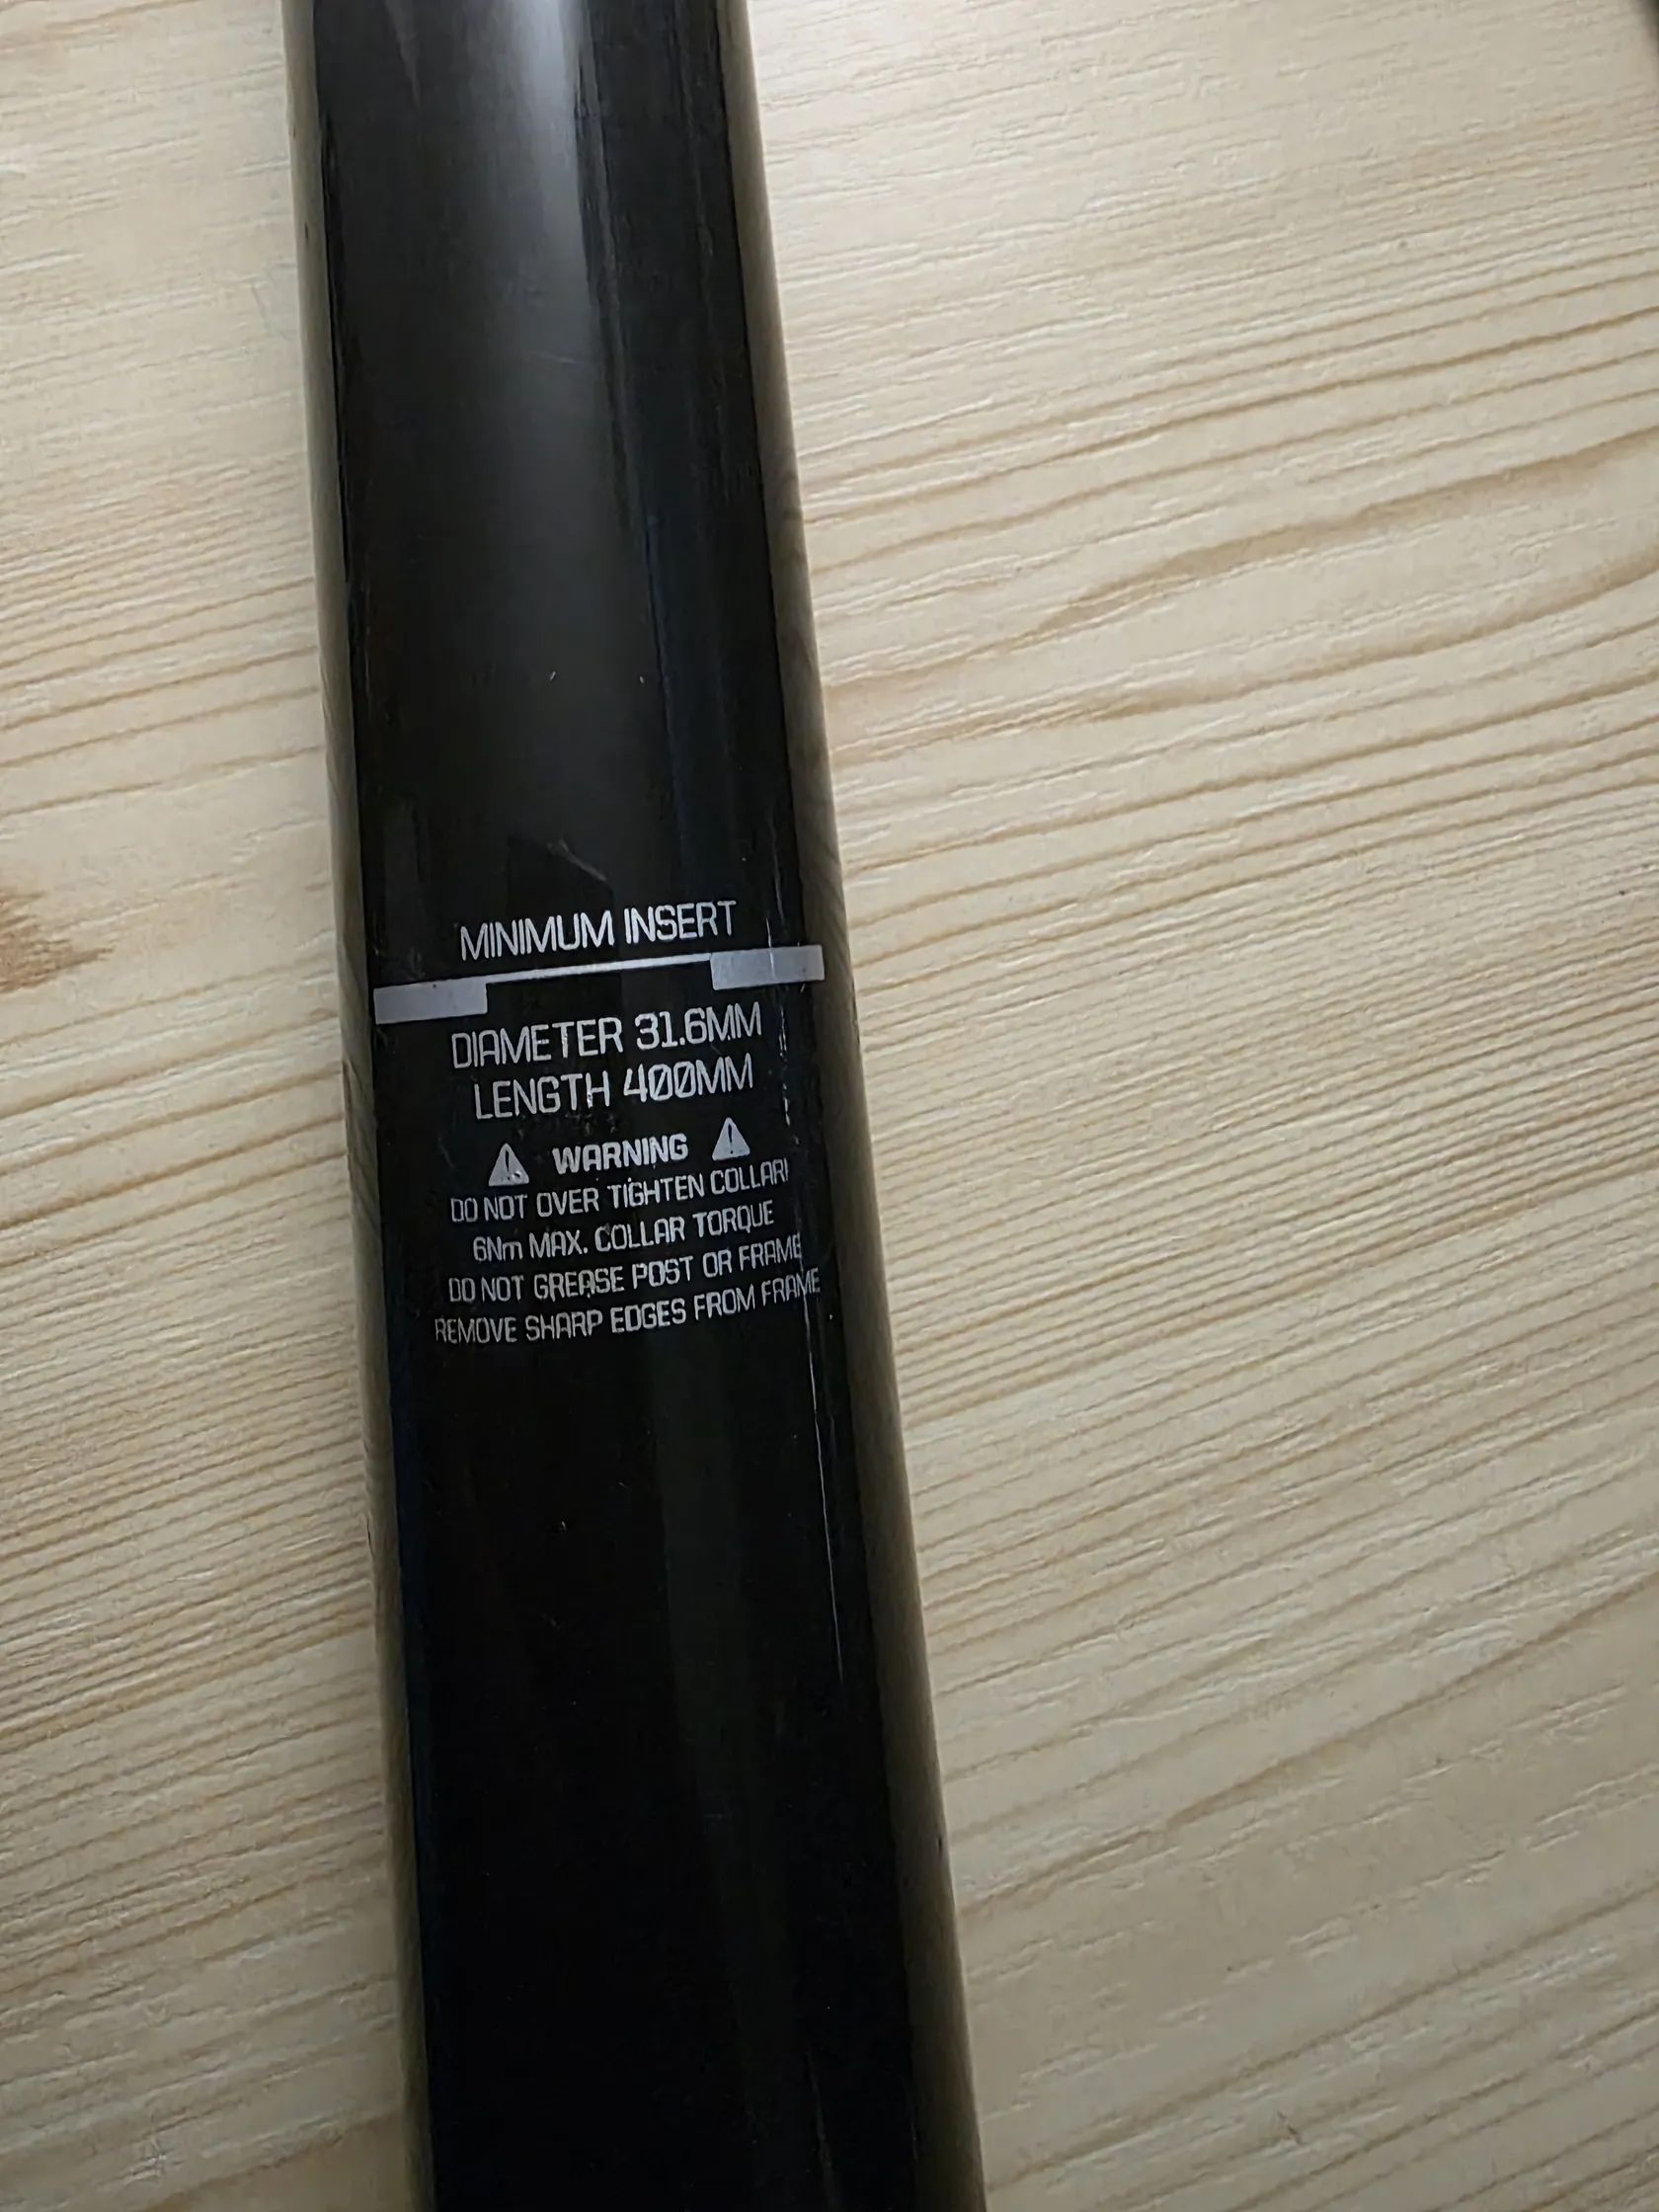 MINIMUM INSERT
DIAMETER 31.6MM
LENGTH 400MM
WARNING
DO NOT OVER TIGHTEN COLLAR!
6Nm MAX. COLLAR TORQUE
DO NOT GREASE POST OR FRAME
REMOVE SHARP EDGES FROM FRAME